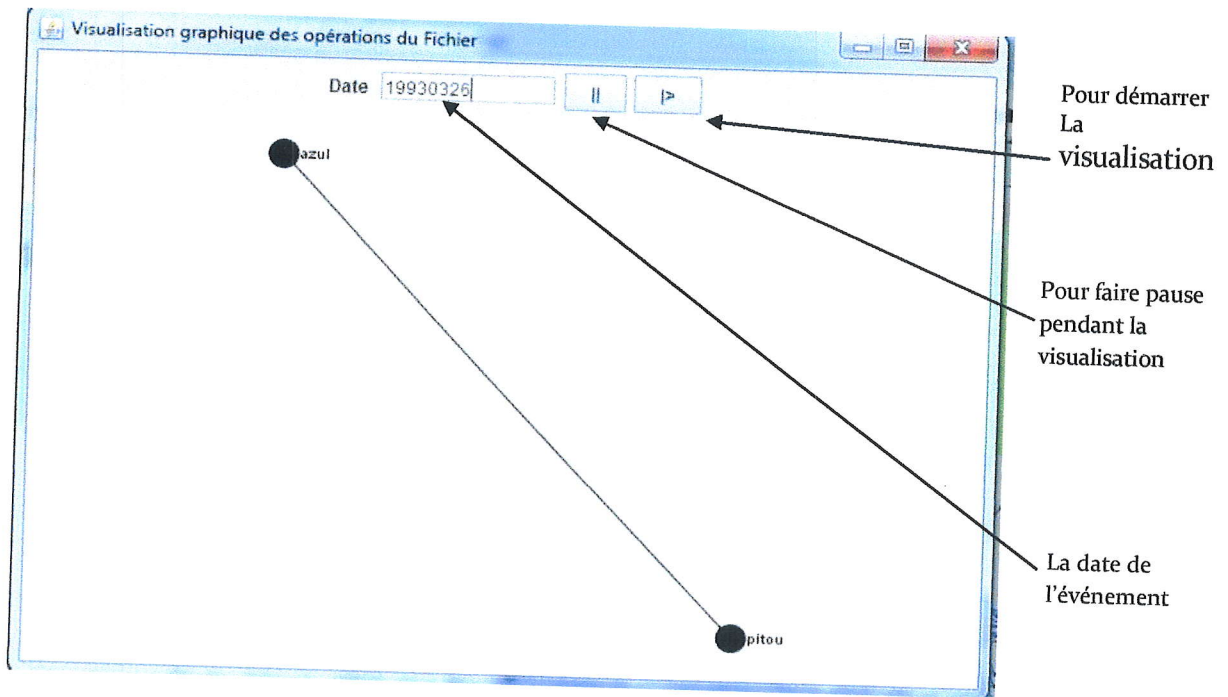 Visualisation graphique des opérations du Fichier
Date 19930326 || |>
azul
pitou
Pour démarrer
La
visualisation
Pour faire pause
pendant la
visualisation
La date de
l'événement